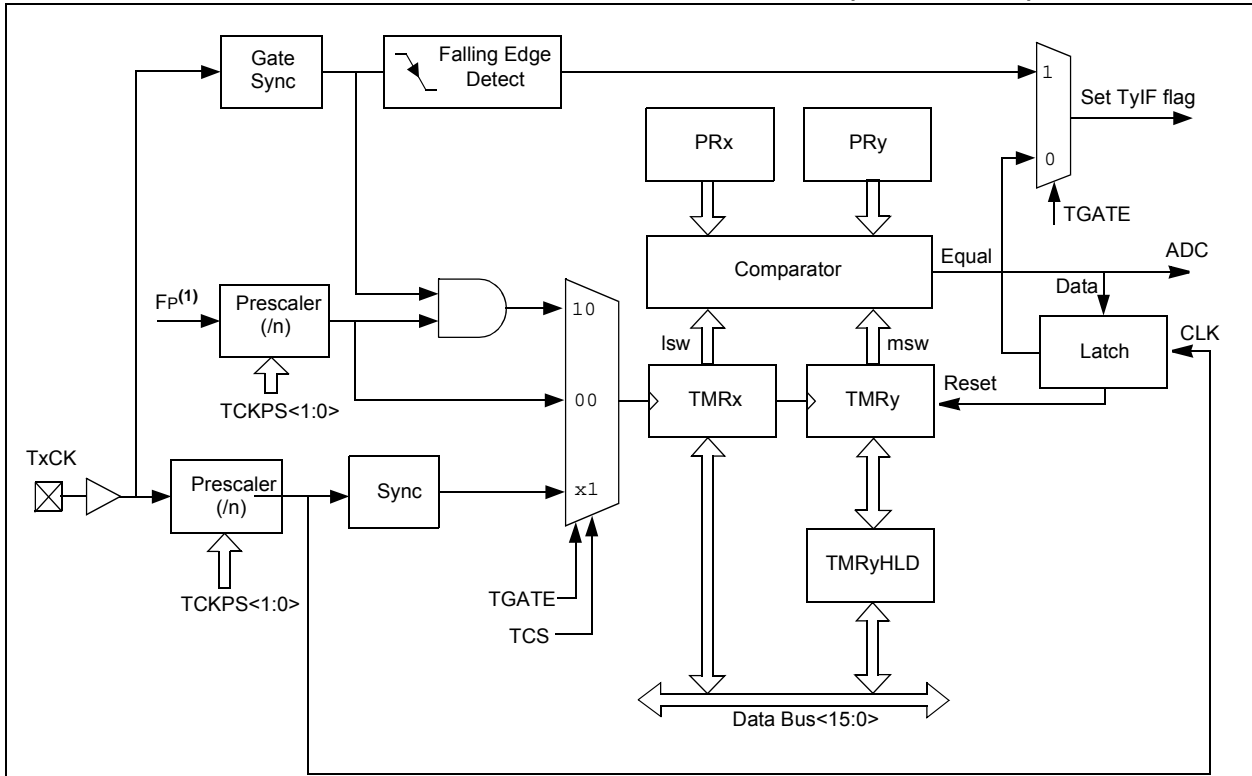 Gate
Sync
Falling Edge
Detect
1
Set TyIF flag
PRx
PRy
0
TGATE
Comparator
Equal
ADC
Data
FP(1)
Prescaler
(/n)
10
lsw
msw
Latch
CLK
TCKPS<1:0>
00
TMRx
TMRy
Reset
TxCK
Prescaler
(/n)
Sync
x1
TMRyHLD
TCKPS<1:0>
TGATE
TCS
Data Bus<15:0>